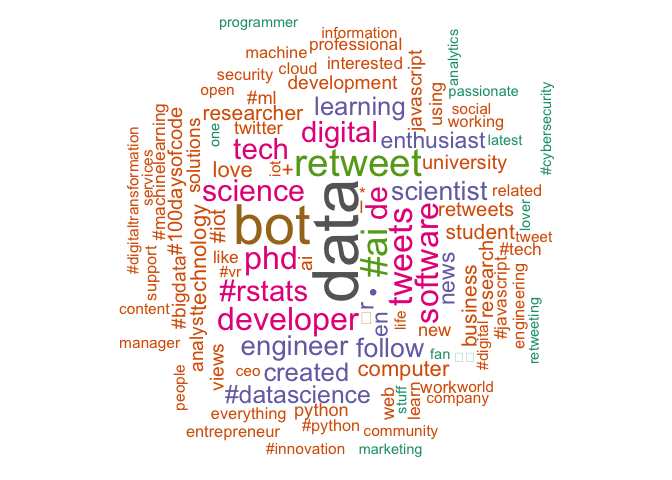 programmer
information
professional
machine
analytics
cloud
interested
security
development
javascript
open
#ml
using
passionate
learning
social
researcher
working
#cybersecurity
one
twitter
digital
enthusiast
latest
solutions
tech
retweet
university
#digitaltransformation
services
#machinelearning
#100daysofcode
love
iot
+
science
data
*
l
de
scientist
related
bot
#ai
tweets
software
retweets
lover
#iot
student
tweet
technology
like
phd
ai
news
research
#tech
#vr
support
#bigdata
#rstats
r
•
business
#javascript
engineering
content
developer
en
life
new
retweeting
manager
analyst
engineer
follow
fan
#digital
views
ceo
created
computer
people
#datascience
web
stuff
learn
work
world
company
everything
python
entrepreneur
#python
community
#innovation
marketing